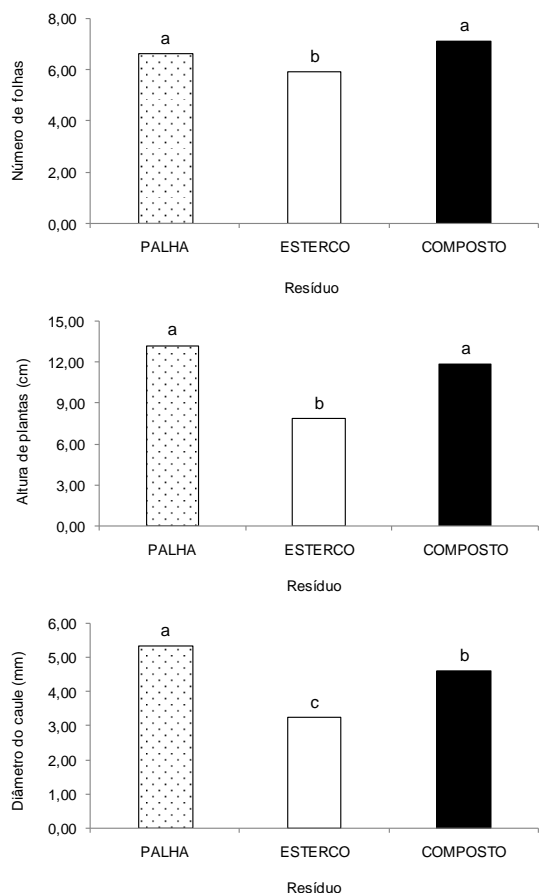 8,00
6,00
4,00
2,00
0,00
Número de folhas
a
b
a
PALHA
ESTERCO
COMPOSTO
Resíduo
15,00
12,00
9,00
6,00
3,00
0,00
Altura de plantas (cm)
a
b
a
PALHA
ESTERCO
COMPOSTO
Resíduo
6,00
5,00
4,00
3,00
2,00
1,00
0,00
Diâmetro do caule (mm)
a
c
b
PALHA
ESTERCO
COMPOSTO
Resíduo